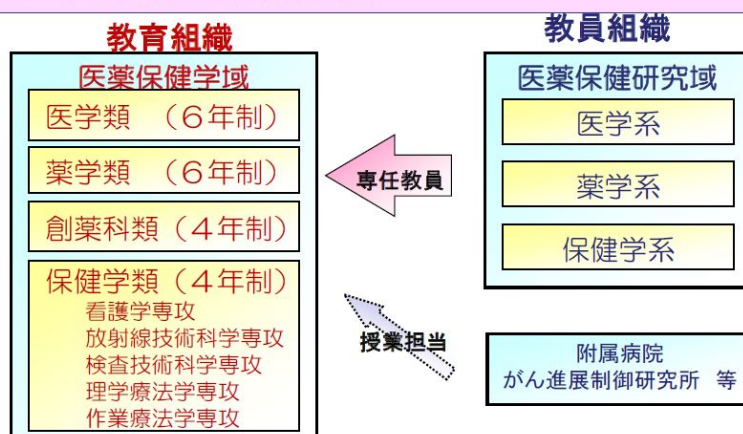 教育組織
医薬保健学域
医学類 (6年制)
薬学類 (6年制)
創薬科類(4年制)
保健学類(4年制)
看護学専攻
放射線技術科学専攻
検査技術科学専攻
理学療法学専攻
作業療法学専攻
専任教員
授業担当
教員組織
医薬保健研究域
医学系
薬学系
保健学系
附属病院
がん進展制御研究所 等